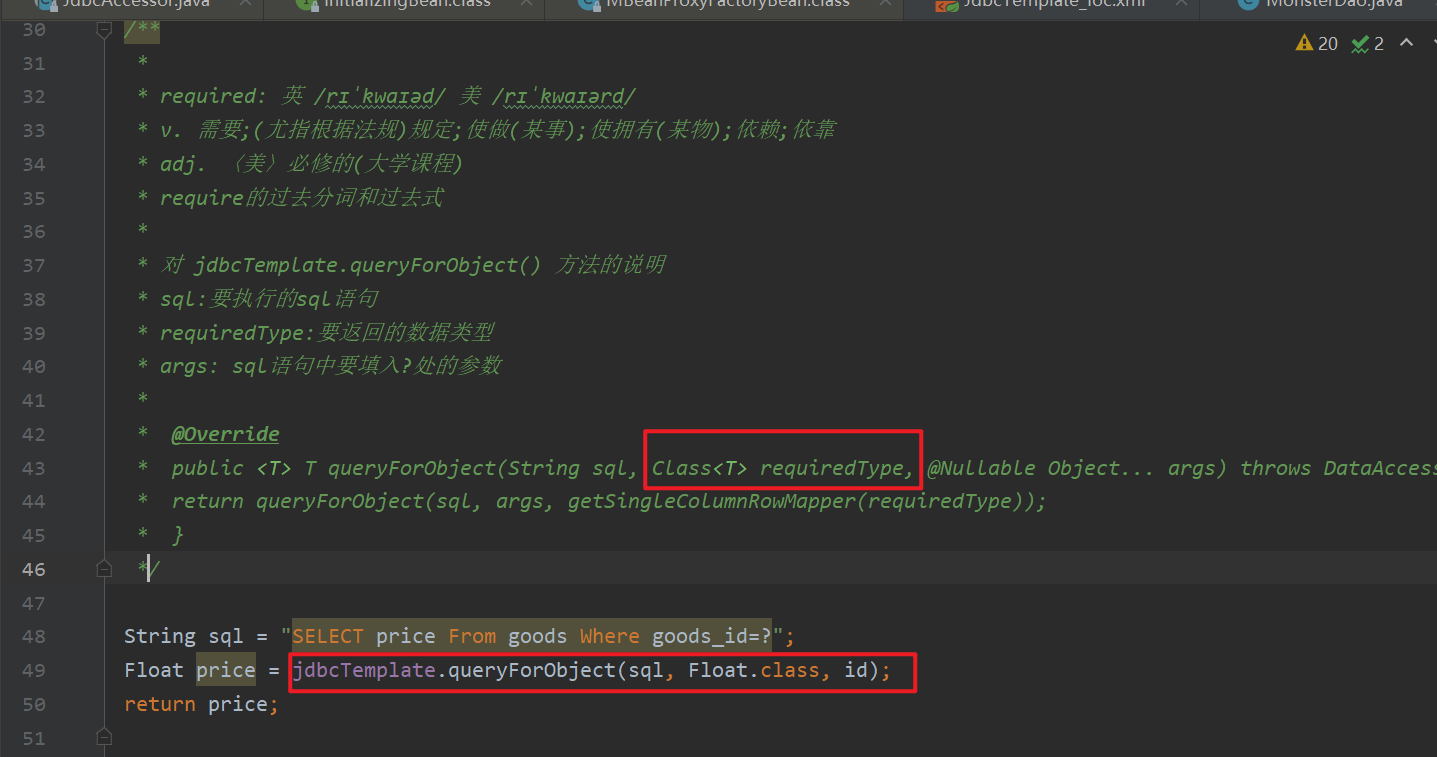 JdbcAccessor.java InitializingBean.class MBeanProxyFactoryBean.class JdbcTemplate_ioc.xml MonsterDao.java
20 2
30 /**
31 *
32 * required: 英 /rɪˈkwaɪəd/ 美 /rɪˈkwaɪərd/
33 * v. 需要;(尤指根据法规)规定;使做(某事);使拥有(某物);依赖;依靠
34 * adj. 〈美〉必修的(大学课程)
35 * require的过去分词和过去式
36 *
37 * 对 jdbcTemplate.queryForObject() 方法的说明
38 * sql:要执行的sql语句
39 * requiredType:要返回的数据类型
40 * args: sql语句中要填入?处的参数
41 *
42 * @Override
43 * public <T> T queryForObject(String sql, Class<T> requiredType, @Nullable Object... args) throws DataAccess
44 * return queryForObject(sql, args, getSingleColumnRowMapper(requiredType));
45 * }
46 */
47
48 String sql = "SELECT price From goods Where goods_id=?";
49 Float price = jdbcTemplate.queryForObject(sql, Float.class, id);
50 return price;
51